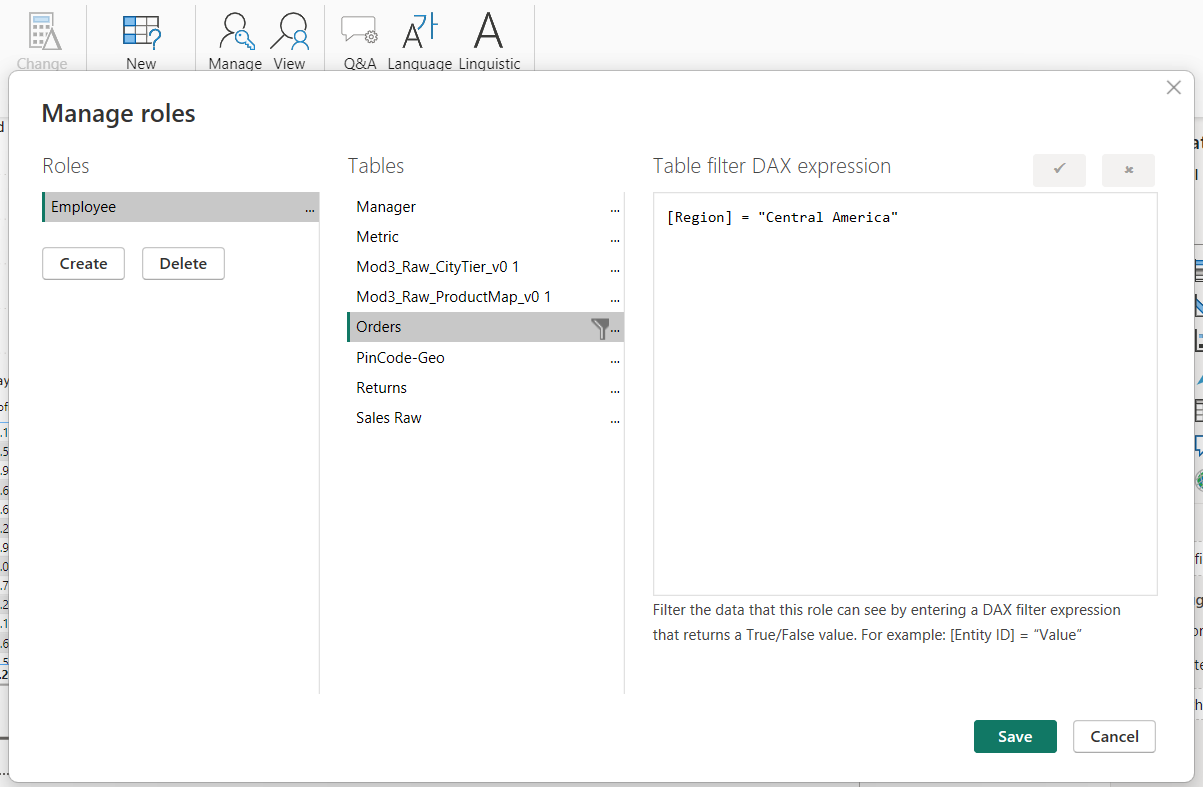 Change
New
Manage
View
Q&A
Language
Linguistic
Manage roles
Roles
Tables
Table filter DAX expression
Employee
...
Create
Delete
Manager
...
Metric
...
Mod3_Raw_CityTier_v0 1
...
Mod3_Raw_ProductMap_v0 1
...
Orders
...
PinCode-Geo
...
Returns
...
Sales Raw
...
[Region] = "Central America"
Filter the data that this role can see by entering a DAX filter expression
that returns a True/False value. For example: [Entity ID] = “Value”
Save
Cancel